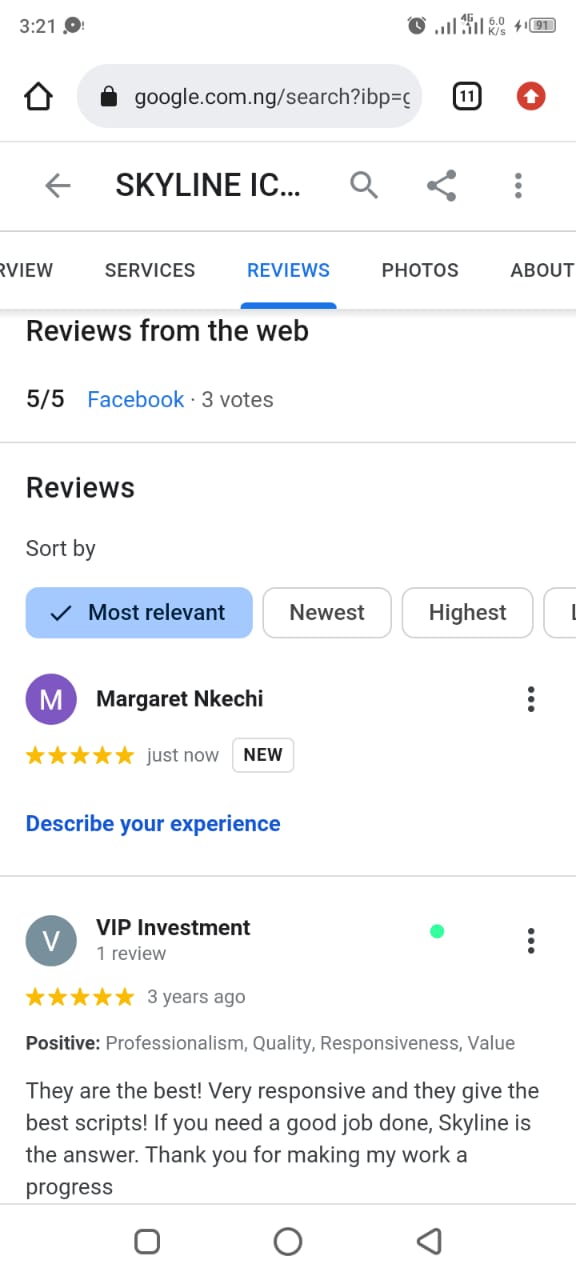 3:21
4G
6.0
K/s
91
google.com.ng/search?ibp=g
11
SKYLINE IC...
RVIEW SERVICES REVIEWS PHOTOS ABOUT
Reviews from the web
5/5 Facebook · 3 votes
Reviews
Sort by
Most relevant Newest Highest L
M
Margaret Nkechi
just now NEW
Describe your experience
V
VIP Investment
1 review
3 years ago
Positive: Professionalism, Quality, Responsiveness, Value
They are the best! Very responsive and they give the
best scripts! If you need a good job done, Skyline is
the answer. Thank you for making my work a
progress